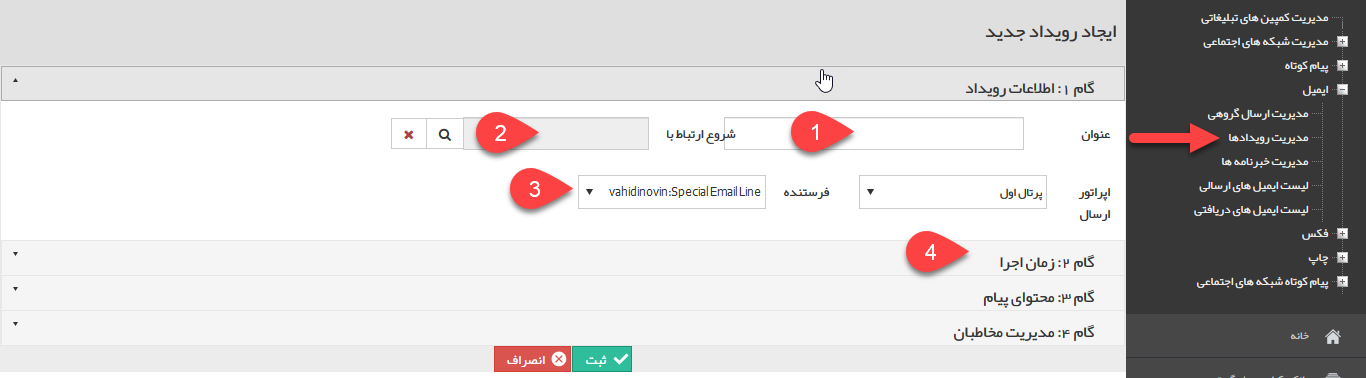 مدیریت کمپین های تبلیغاتی
مدیریت شبکه های اجتماعی
پیام کوتاه
ایمیل
مدیریت ارسال گروهی
مدیریت رویدادها
مدیریت خبرنامه ها
لیست ایمیل های ارسالی
لیست ایمیل های دریافتی
فکس
چاپ
پیام کوتاه شبکه های اجتماعی
خانه
ایجاد رویداد جدید
گام ۱: اطلاعات رویداد
عنوان 1 شروع ارتباط با 2
اپراتور ارسال پرتال اول فرستنده 3 vahidinovin:Special Email Line
گام ۲: زمان اجرا 4
گام ۳: محتوای پیام
گام ۴: مدیریت مخاطبان
ثبت انصراف